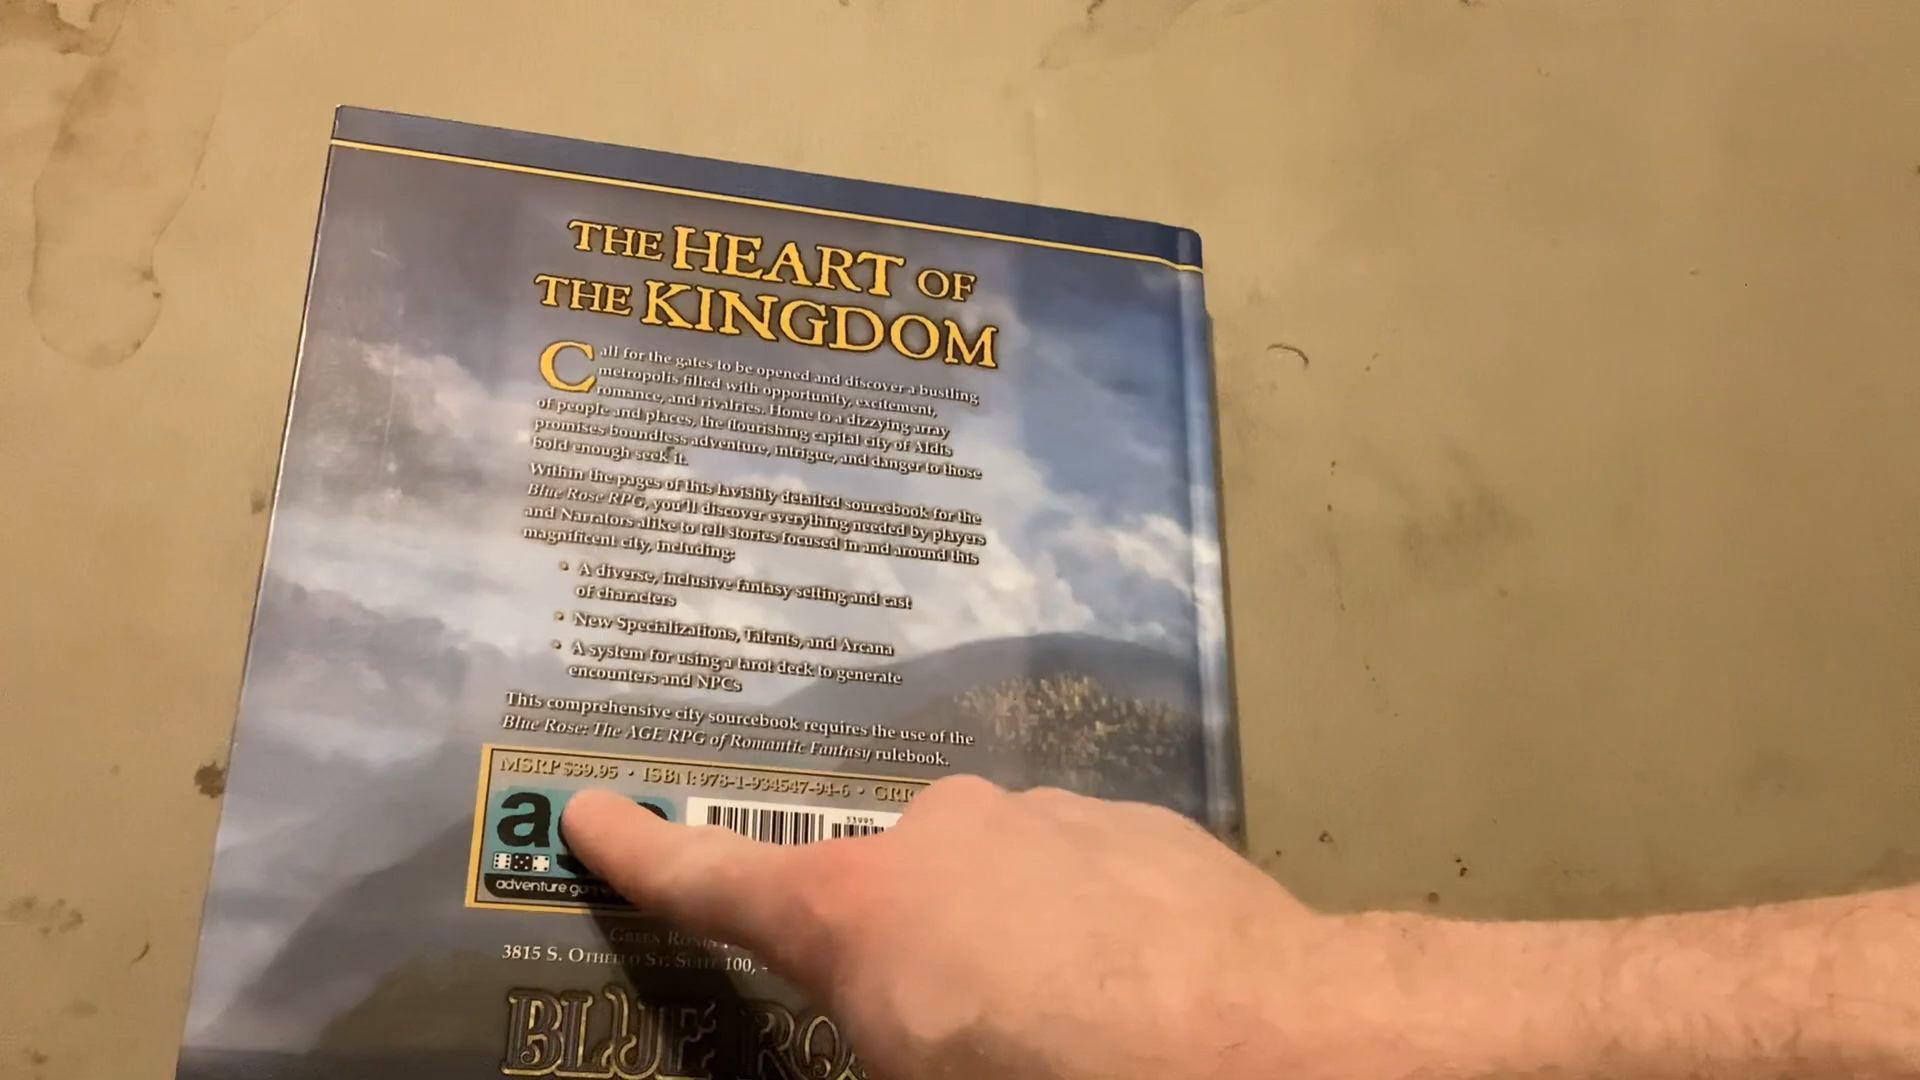 THE HEART OF
THE KINGDOM
Call for the gates to be opened and discover a bustling
metropolis filled with opportunity, excitement,
romance, and rivalries. Home to a dizzying array
of people and places, the flourishing capital city of Aldis
promises boundless adventure, intrigue, and danger to those
bold enough seek it.
Within the pages of this lavishly detailed sourcebook for the
Blue Rose RPG, you'll discover everything needed by players
and Narrators alike to tell stories focused in and around this
magnificent city, including:
• A diverse, inclusive fantasy setting and cast
of characters
• New Specializations, Talents, and Arcana
• A system for using a tarot deck to generate
encounters and NPCs
This comprehensive city sourcebook requires the use of the
Blue Rose: The AGE RPG of Romantic Fantasy rulebook.
MSRP $39.95 • ISBN: 978-1-934547-94-6 •
53995
adventure
Green
3815 S. Othello St. Suite 100,
BLUE